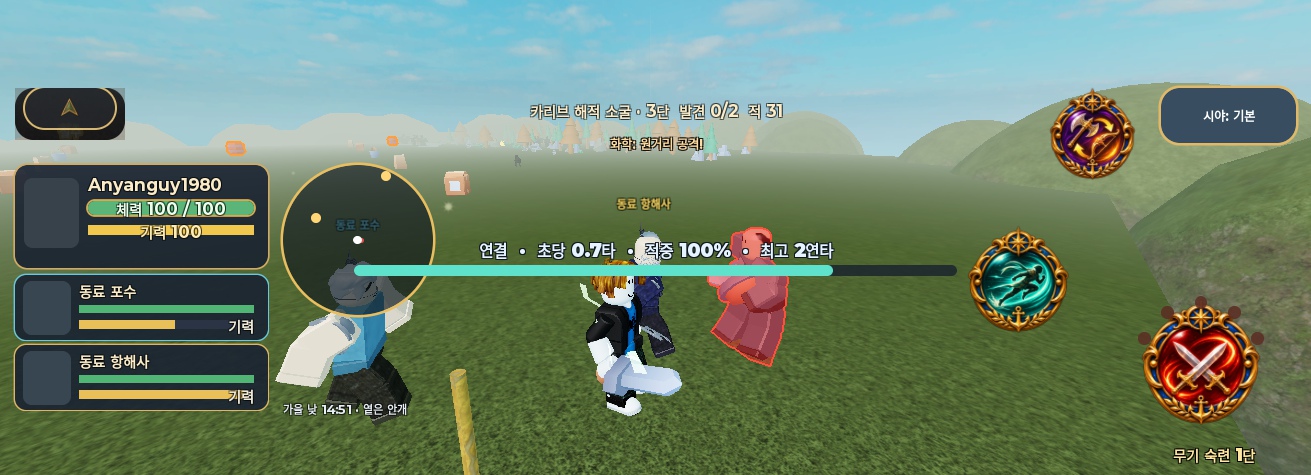 카리브 해적 소굴 · 3단 발견 0/2 적 31
화학: 원거리 공격!
시야: 기본
Anyanguy1980
체력 100 / 100
기력 100
동료 포수
동료 항해사
연결 • 초당 0.7타 • 적중 100% • 최고 2연타
동료 포수
기력
동료 항해사
기력
가을 낮 14:51 · 옅은 안개
무기 숙련 1단